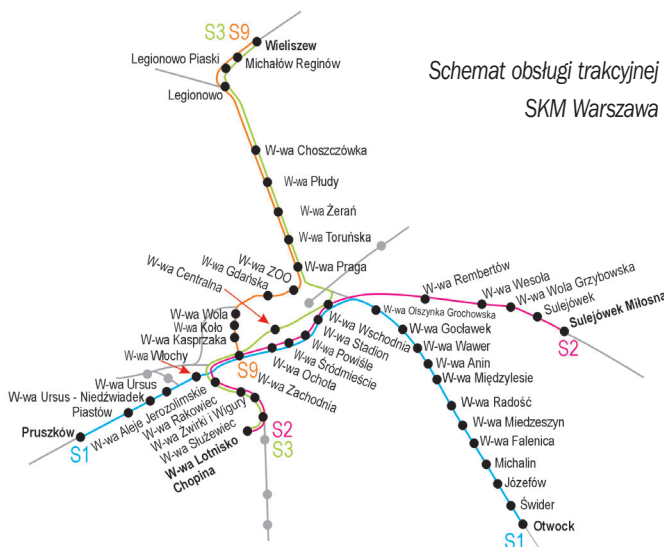 S3 S9
Wieliszew
Legionowo Piaski
Michałów Reginów
Legionowo
Schemat obsługi trakcyjnej
SKM Warszawa
W-wa Choszczówka
W-wa Płudy
W-wa Żerań
W-wa Toruńska
W-wa Praga
W-wa ZOO
W-wa Gdańska
W-wa Centralna
W-wa Wola
W-wa Koło
W-wa Kasprzaka
W-wa Włochy
W-wa Ursus
W-wa Ursus - Niedźwiadek
Piastów
Pruszków
S1
S9
W-wa Rembertów
W-wa Wesoła
W-wa Wola Grzybowska
Sulejówek
Sulejówek Miłosna
S2
W-wa Olszynka Grochowska
W-wa Wschodnia
W-wa Stadion
W-wa Powiśle
W-wa Śródmieście
W-wa Ochota
W-wa Zachodnia
W-wa Aleje Jerozolimskie
W-wa Rakowiec
W-wa Żwirki i Wigury
W-wa Służewiec
W-wa Lotnisko
Chopina
S2
S3
W-wa Gocławek
W-wa Wawer
W-wa Anin
W-wa Międzylesie
W-wa Radość
W-wa Miedzeszyn
W-wa Falenica
Michalin
Józefów
Świder
Otwock
S1